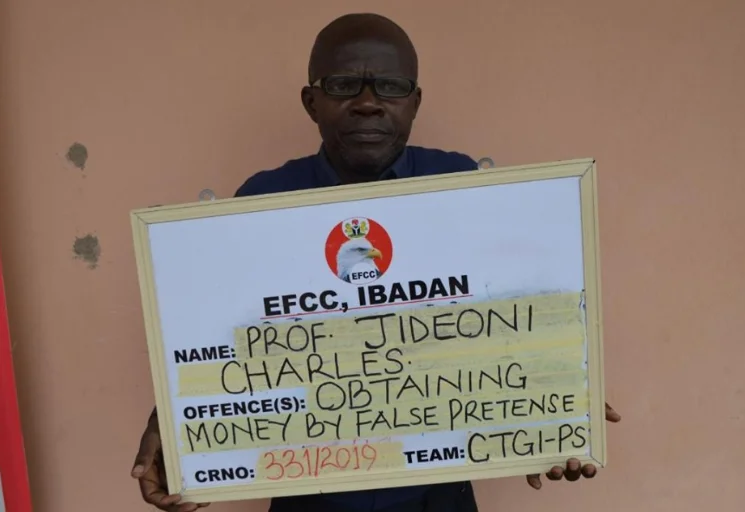 EFCC
EFCC, IBADAN
NAME: PROF. JIDEONI
CHARLES.
OFFENCE(S): OBTAINING
MONEY BY FALSE PRETENSE
CRNO: 331/2019 TEAM: CTGI-PS